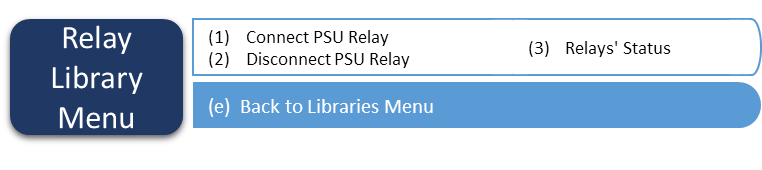 Relay
Library
Menu
(1) Connect PSU Relay
(2) Disconnect PSU Relay
(3) Relays' Status
(e) Back to Libraries Menu